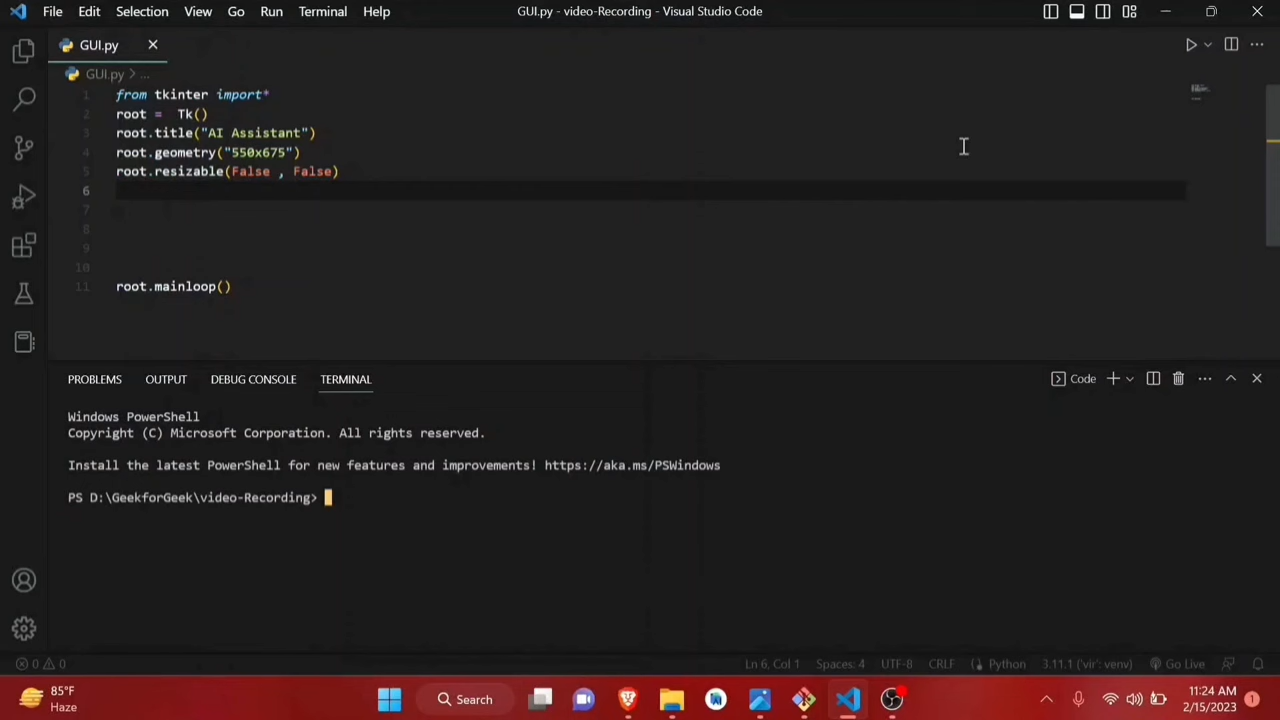 File Edit Selection View Go Run Terminal Help GUI.py - video-Recording - Visual Studio Code
GUI.py
GUI.py > ...
1 from tkinter import*
2 root =  Tk()
3 root.title("AI Assistant")
4 root.geometry("550x675")
5 root.resizable(False , False)
6
7
8
9
10
11 root.mainloop()
PROBLEMS OUTPUT DEBUG CONSOLE TERMINAL Code
Windows PowerShell
Copyright (C) Microsoft Corporation. All rights reserved.
Install the latest PowerShell for new features and improvements! https://aka.ms/PSWindows
PS D:\GeekforGeek\video-Recording>
0 0 Ln 6, Col 1 Spaces: 4 UTF-8 CRLF Python 3.11.1 ('vir': venv) Go Live
85°F
Haze
Search
11:24 AM
2/15/2023
1